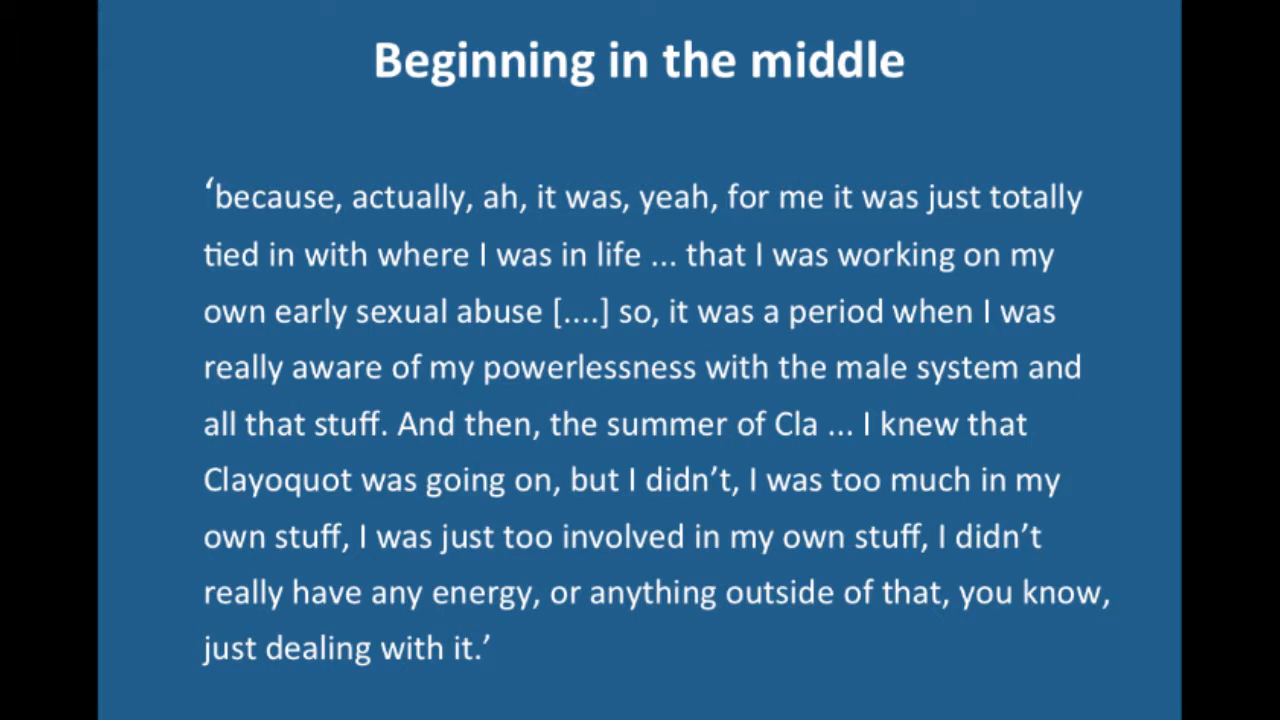 Beginning in the middle
‘because, actually, ah, it was, yeah, for me it was just totally
tied in with where I was in life ... that I was working on my
own early sexual abuse [....] so, it was a period when I was
really aware of my powerlessness with the male system and
all that stuff. And then, the summer of Cla ... I knew that
Clayoquot was going on, but I didn’t, I was too much in my
own stuff, I was just too involved in my own stuff, I didn’t
really have any energy, or anything outside of that, you know,
just dealing with it.’